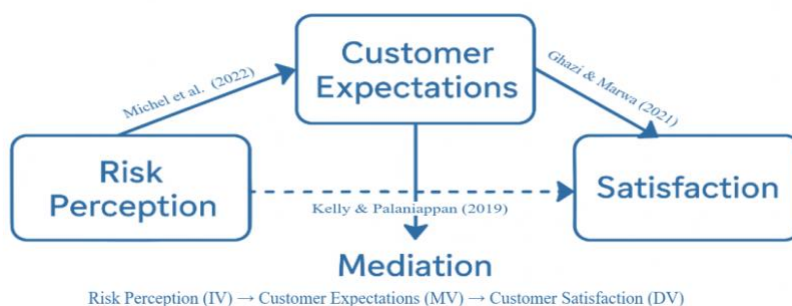 Customer
Expectations
Michel et al. (2022)
Ghazi & Marwa (2021)
Risk
Perception
Satisfaction
Kelly & Palaniappan (2019)
Mediation
Risk Perception (IV) → Customer Expectations (MV) → Customer Satisfaction (DV)